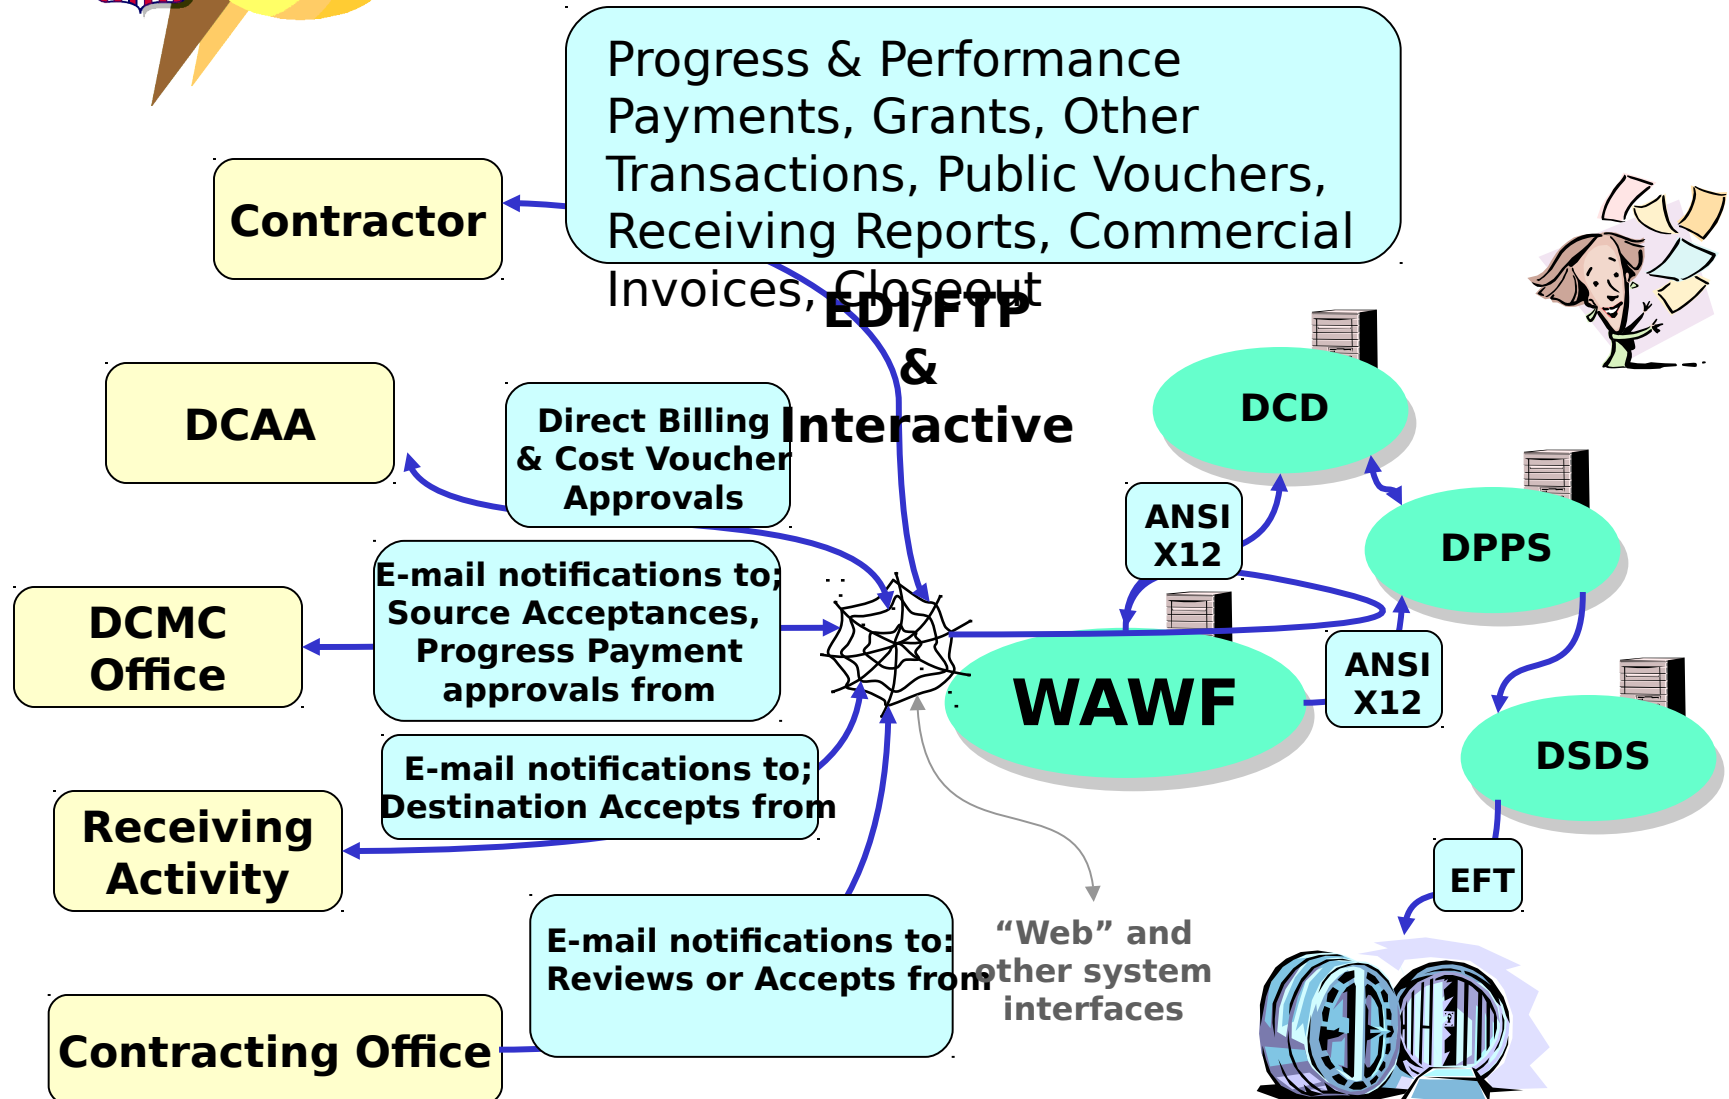 Progress & Performance
Payments, Grants, Other
Transactions, Public Vouchers,
Receiving Reports, Commercial
Invoices, Closeout
Contractor
EDI/FTP
&
Interactive
DCAA
Direct Billing
& Cost Voucher
Approvals
DCD
ANSI
X12
DPPS
E-mail notifications to;
Source Acceptances,
Progress Payment
approvals from
DCMC
Office
WAWF
ANSI
X12
DSDS
E-mail notifications to;
Destination Accepts from
Receiving
Activity
EFT
E-mail notifications to:
Reviews or Accepts from
“Web” and
other system
interfaces
Contracting Office